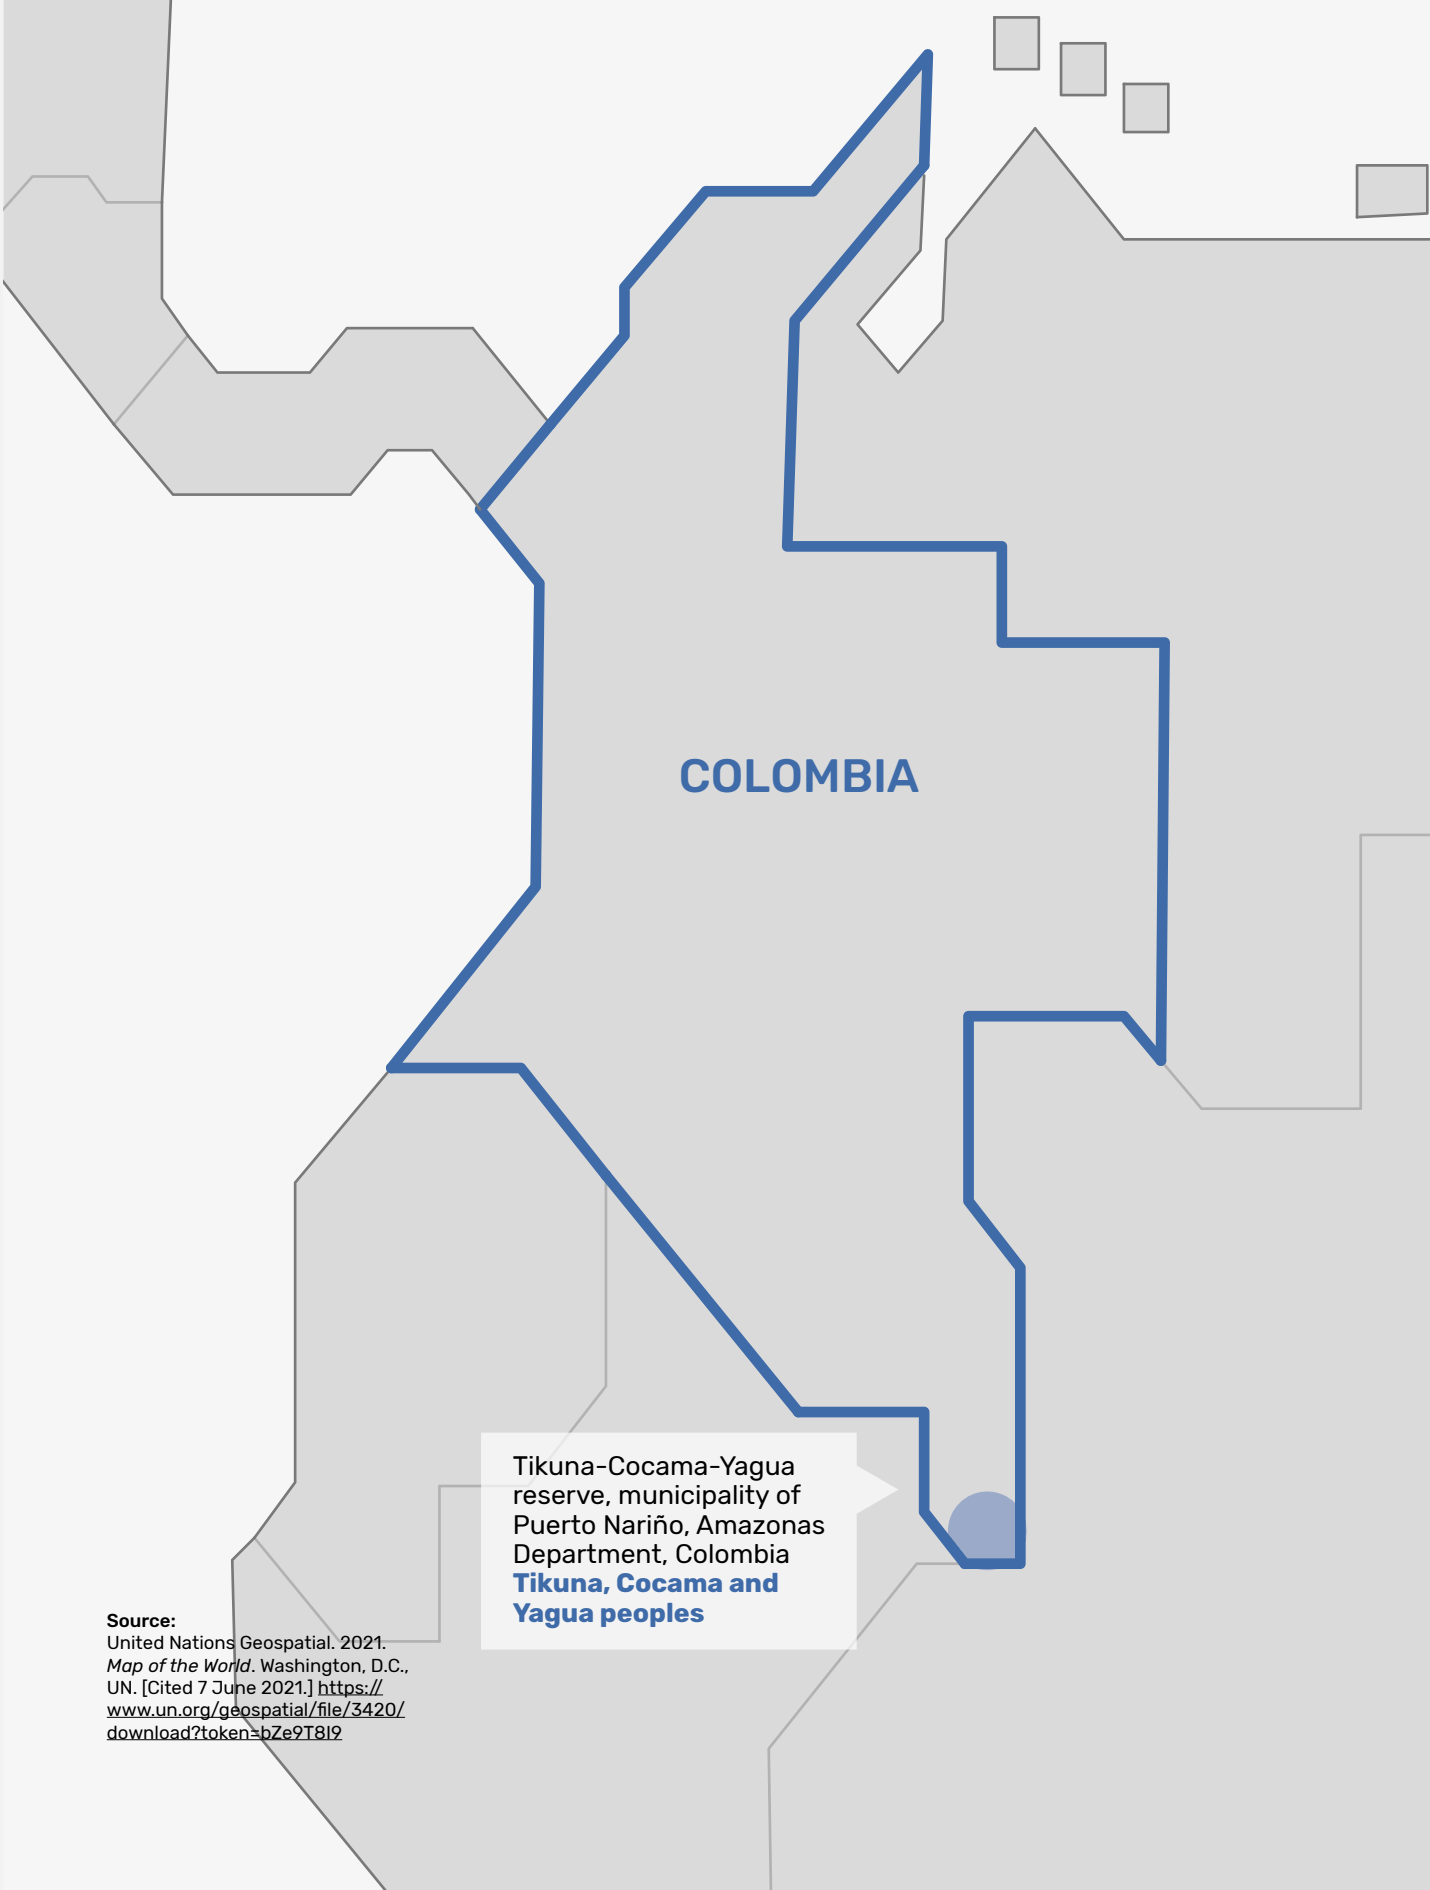 COLOMBIA
Tikuna-Cocama-Yagua
reserve, municipality of
Puerto Nariño, Amazonas
Department, Colombia
Tikuna, Cocama and
Yagua peoples
Source:
United Nations Geospatial. 2021.
Map of the World. Washington, D.C.,
UN. [Cited 7 June 2021.] https://
www.un.org/geospatial/file/3420/
download?token=bZe9T8I9